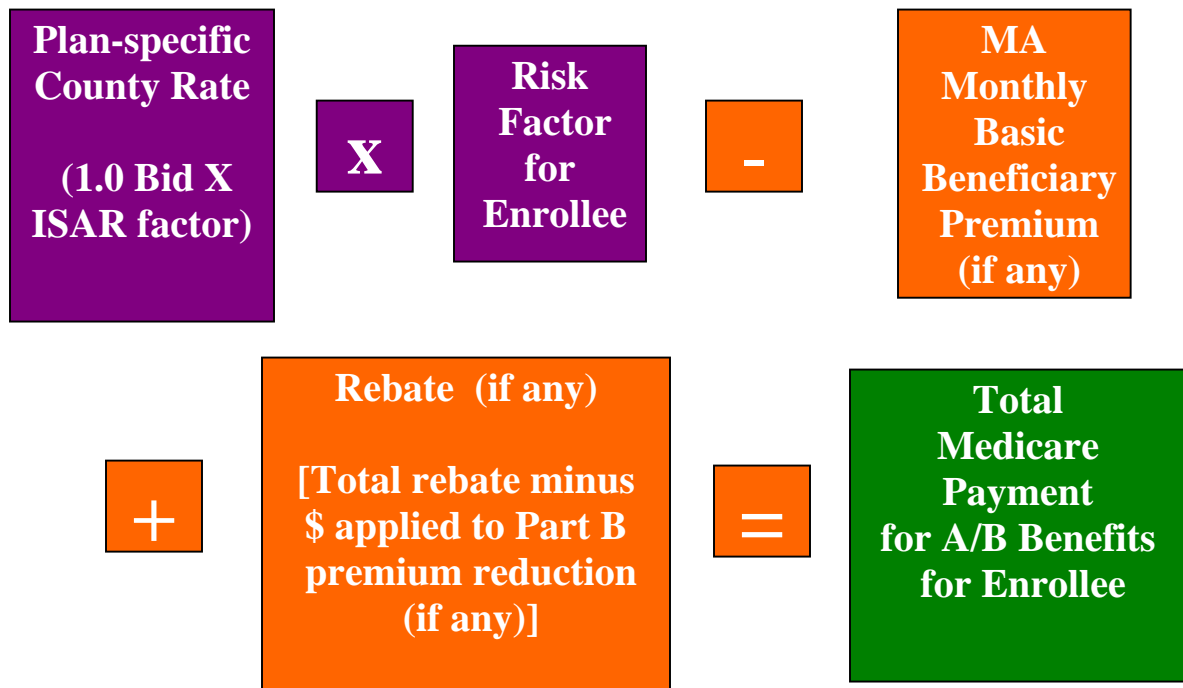 Plan-specific
County Rate
(1.0 Bid X
ISAR factor)
x
Risk
Factor
for
Enrollee
-
MA
Monthly
Basic
Beneficiary
Premium
(if any)
+
Rebate (if any)
[Total rebate minus
$ applied to Part B
premium reduction
(if any)]
=
Total
Medicare
Payment
for A/B Benefits
for Enrollee